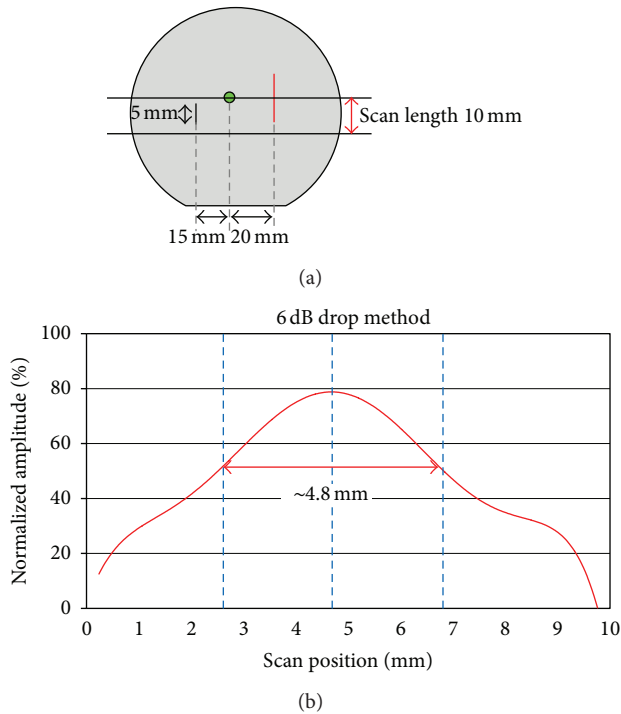 5 mm
Scan length 10 mm
15 mm 20 mm
(a)
6 dB drop method
Normalized amplitude (%)
100
80
60
40
20
0
~4.8 mm
0 1 2 3 4 5 6 7 8 9 10
Scan position (mm)
(b)